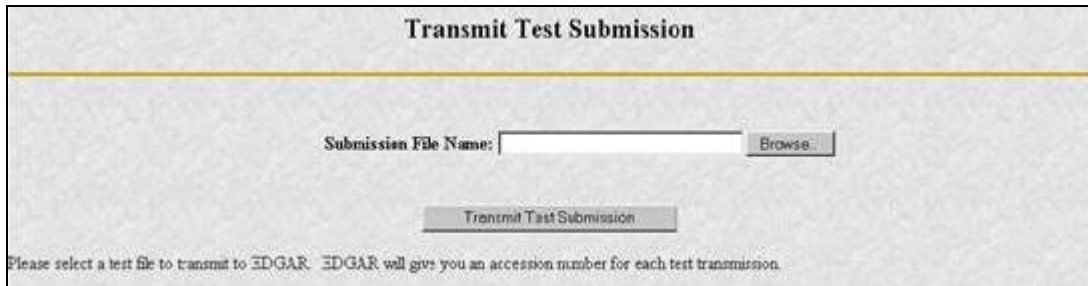 Transmit Test Submission
Submission File Name: Browse..
Transmit Test Submission
Please select a test file to transmit to EDGAR. EDGAR will give you an accession number for each test transmission.